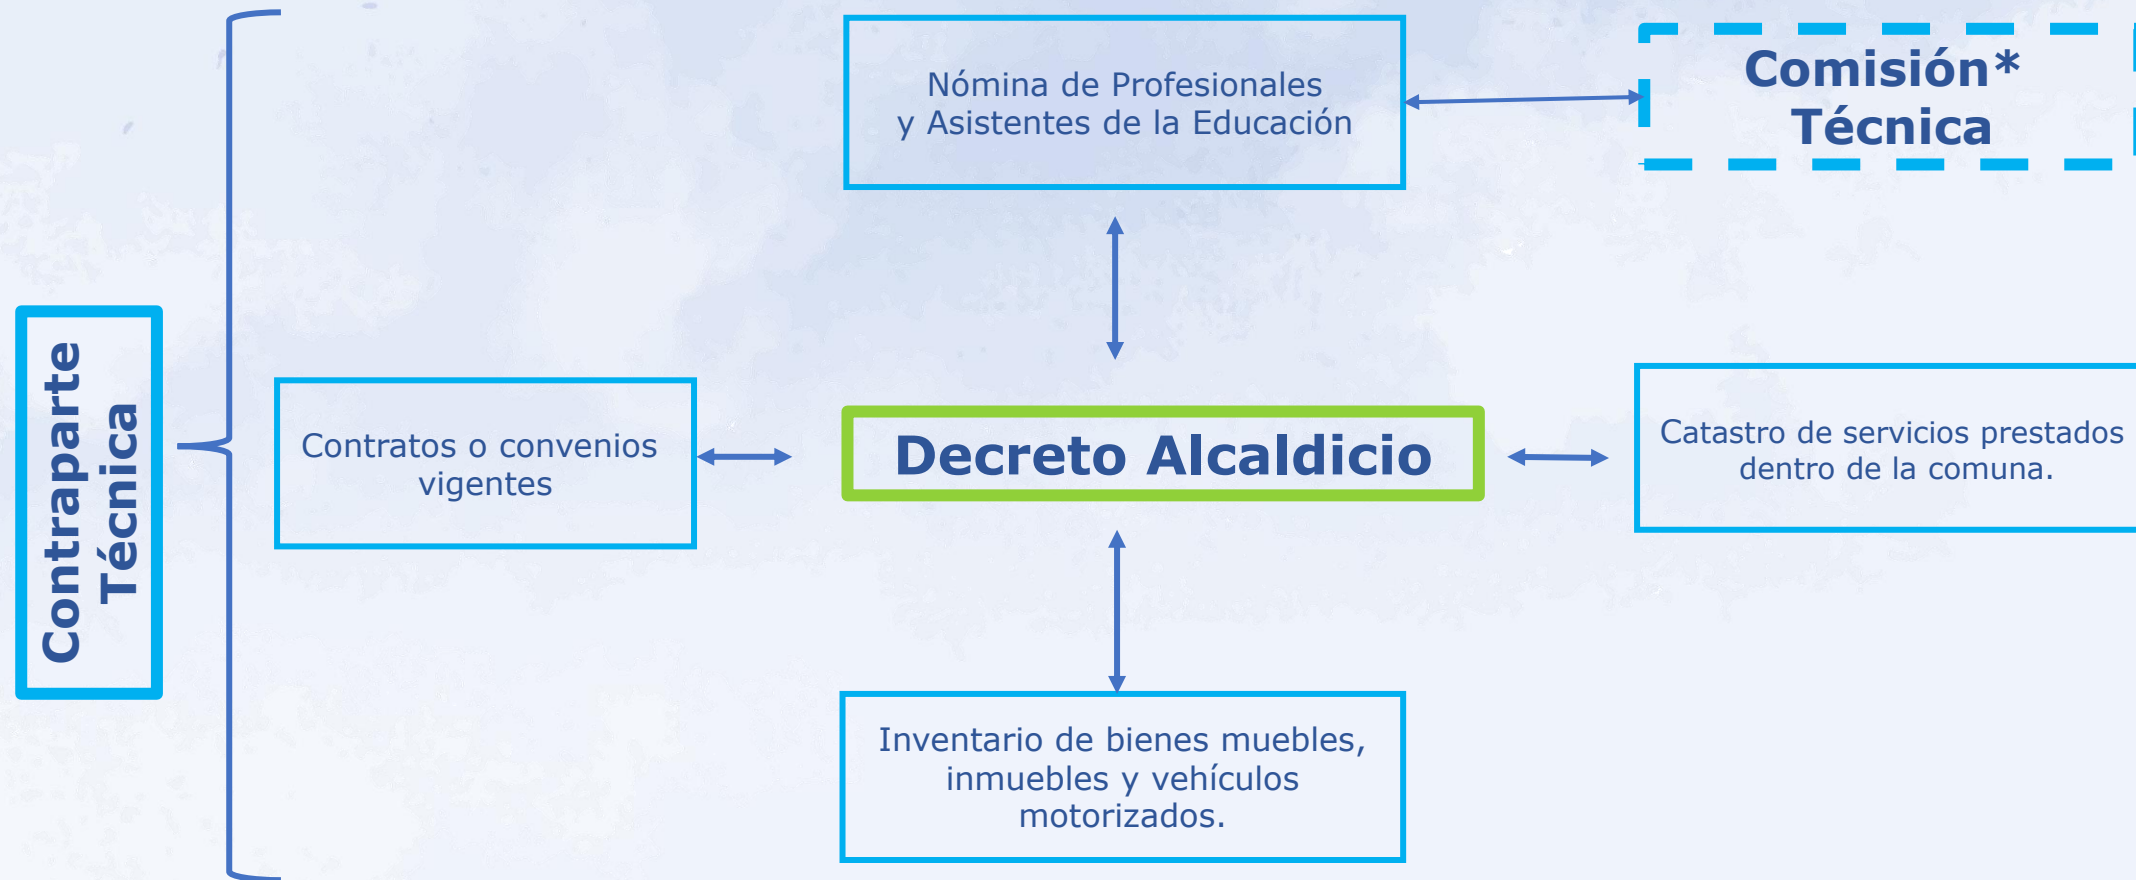 Nómina de Profesionales
y Asistentes de la Educación
Comisión*
Técnica
Contraparte
Técnica
Contratos o convenios
vigentes
Decreto Alcaldicio
Catastro de servicios prestados
dentro de la comuna.
Inventario de bienes muebles,
inmuebles y vehículos
motorizados.